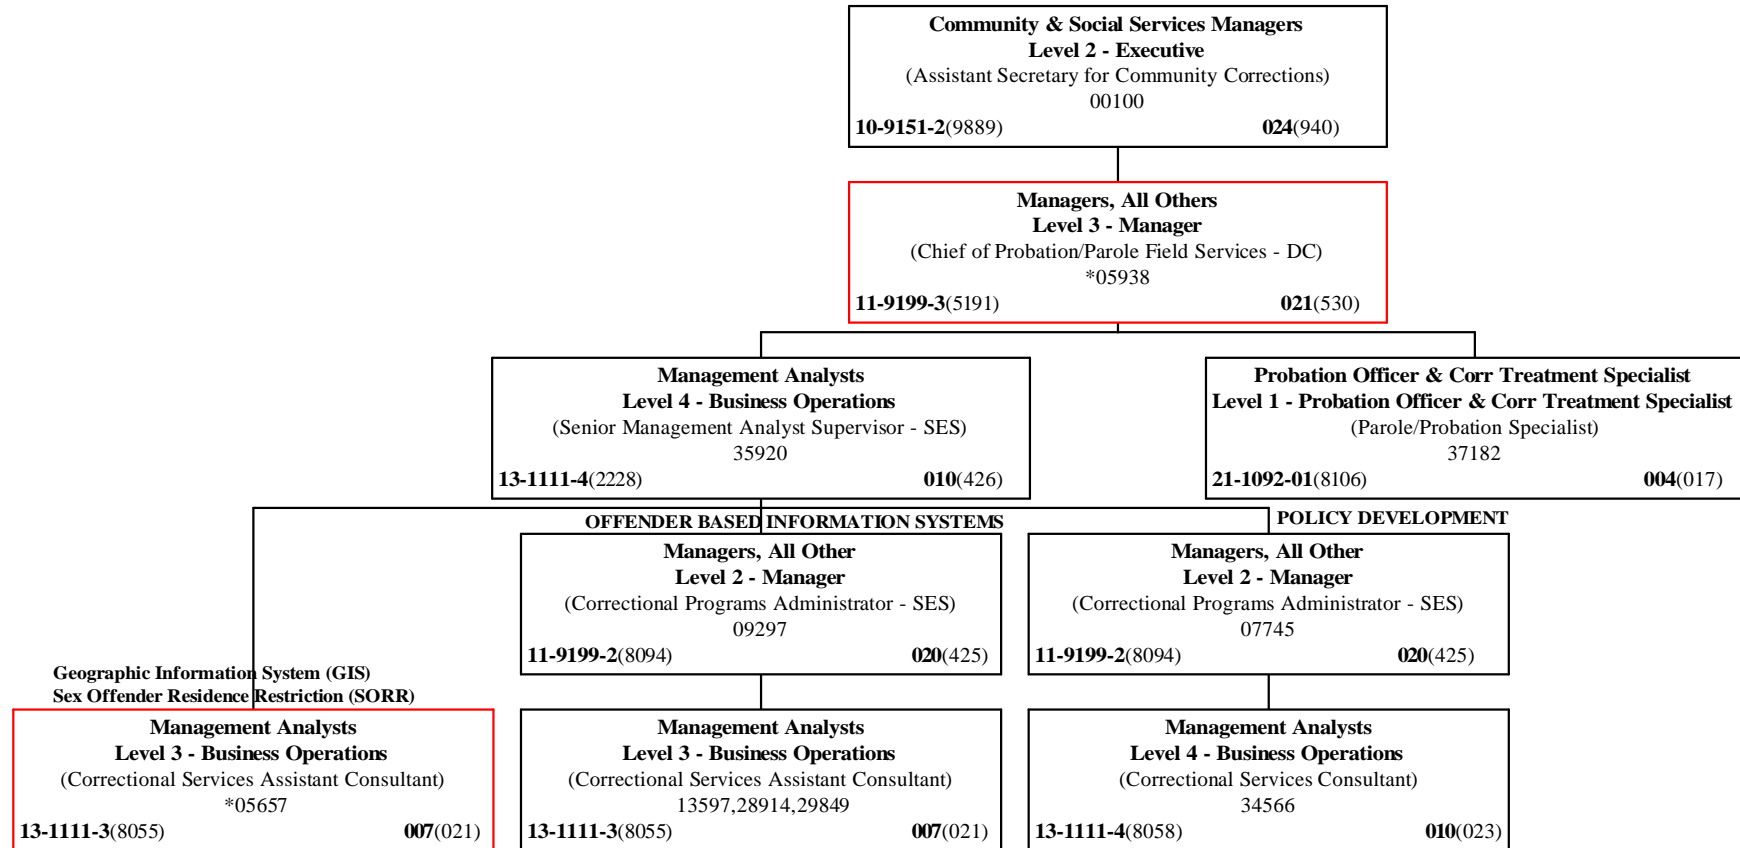 Community & Social Services Managers
Level 2 - Executive
(Assistant Secretary for Community Corrections)
00100
10-9151-2(9889) 024(940)
Managers, All Others
Level 3 - Manager
(Chief of Probation/Parole Field Services - DC)
*05938
11-9199-3(5191) 021(530)
Management Analysts
Level 4 - Business Operations
(Senior Management Analyst Supervisor - SES)
35920
13-1111-4(2228) 010(426)
Probation Officer & Corr Treatment Specialist
Level 1 - Probation Officer & Corr Treatment Specialist
(Parole/Probation Specialist)
37182
21-1092-01(8106) 004(017)
OFFENDER BASED INFORMATION SYSTEMS
Managers, All Other
Level 2 - Manager
(Correctional Programs Administrator - SES)
09297
11-9199-2(8094) 020(425)
POLICY DEVELOPMENT
Managers, All Other
Level 2 - Manager
(Correctional Programs Administrator - SES)
07745
11-9199-2(8094) 020(425)
Geographic Information System (GIS)
Sex Offender Residence Restriction (SORR)
Management Analysts
Level 3 - Business Operations
(Correctional Services Assistant Consultant)
*05657
13-1111-3(8055) 007(021)
Management Analysts
Level 3 - Business Operations
(Correctional Services Assistant Consultant)
13597,28914,29849
13-1111-3(8055) 007(021)
Management Analysts
Level 4 - Business Operations
(Correctional Services Consultant)
34566
13-1111-4(8058) 010(023)